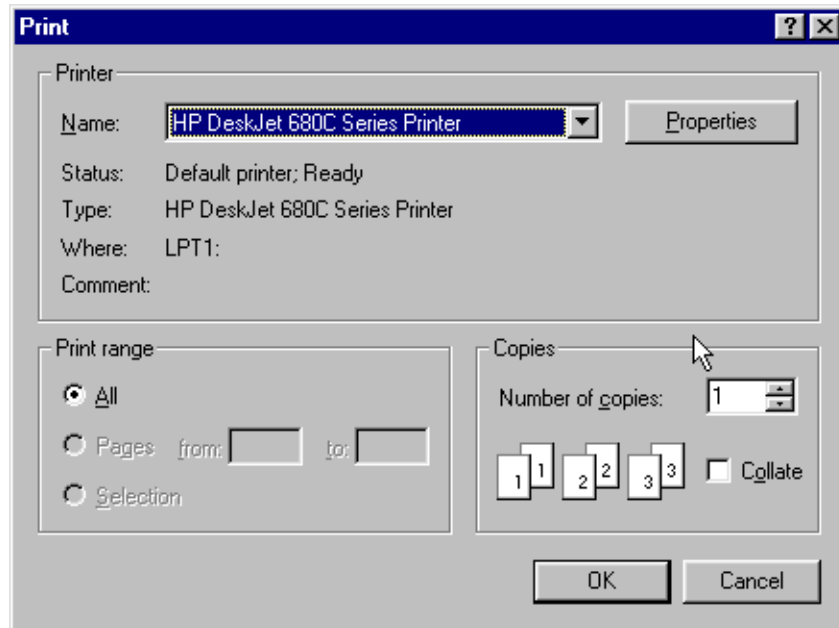 Print
Printer
Name: HP DeskJet 680C Series Printer Properties
Status: Default printer; Ready
Type: HP DeskJet 680C Series Printer
Where: LPT1:
Comment:
Print range
All
Pages from: to:
Selection
Copies
Number of copies: 1
1 1 2 2 3 3 Collate
OK Cancel